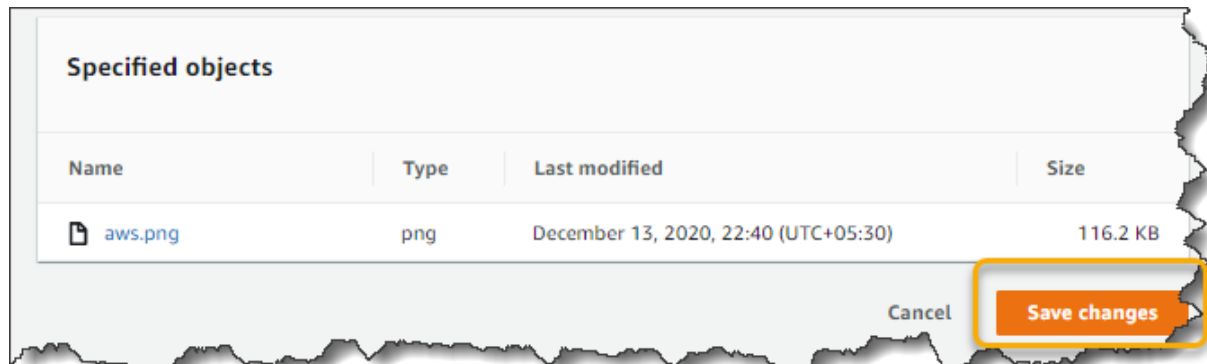 Specified objects
Name Type Last modified Size
aws.png png December 13, 2020, 22:40 (UTC+05:30) 116.2 KB
Cancel Save changes